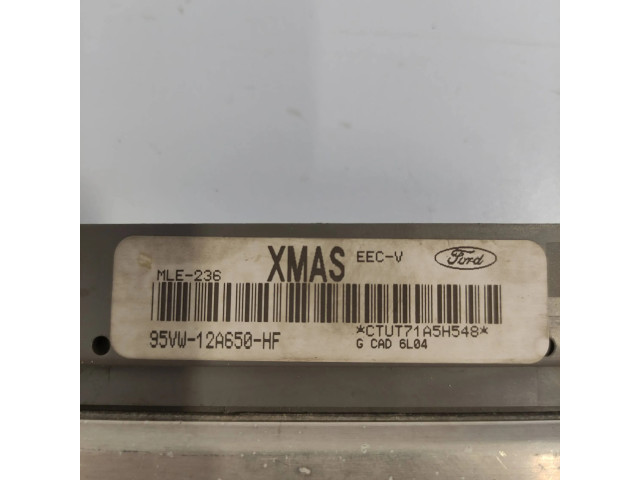 MLE-236 XMAS EEC-V Ford
95VW-12A650-HF *CTUT71A5H548*
G CAD 6L04